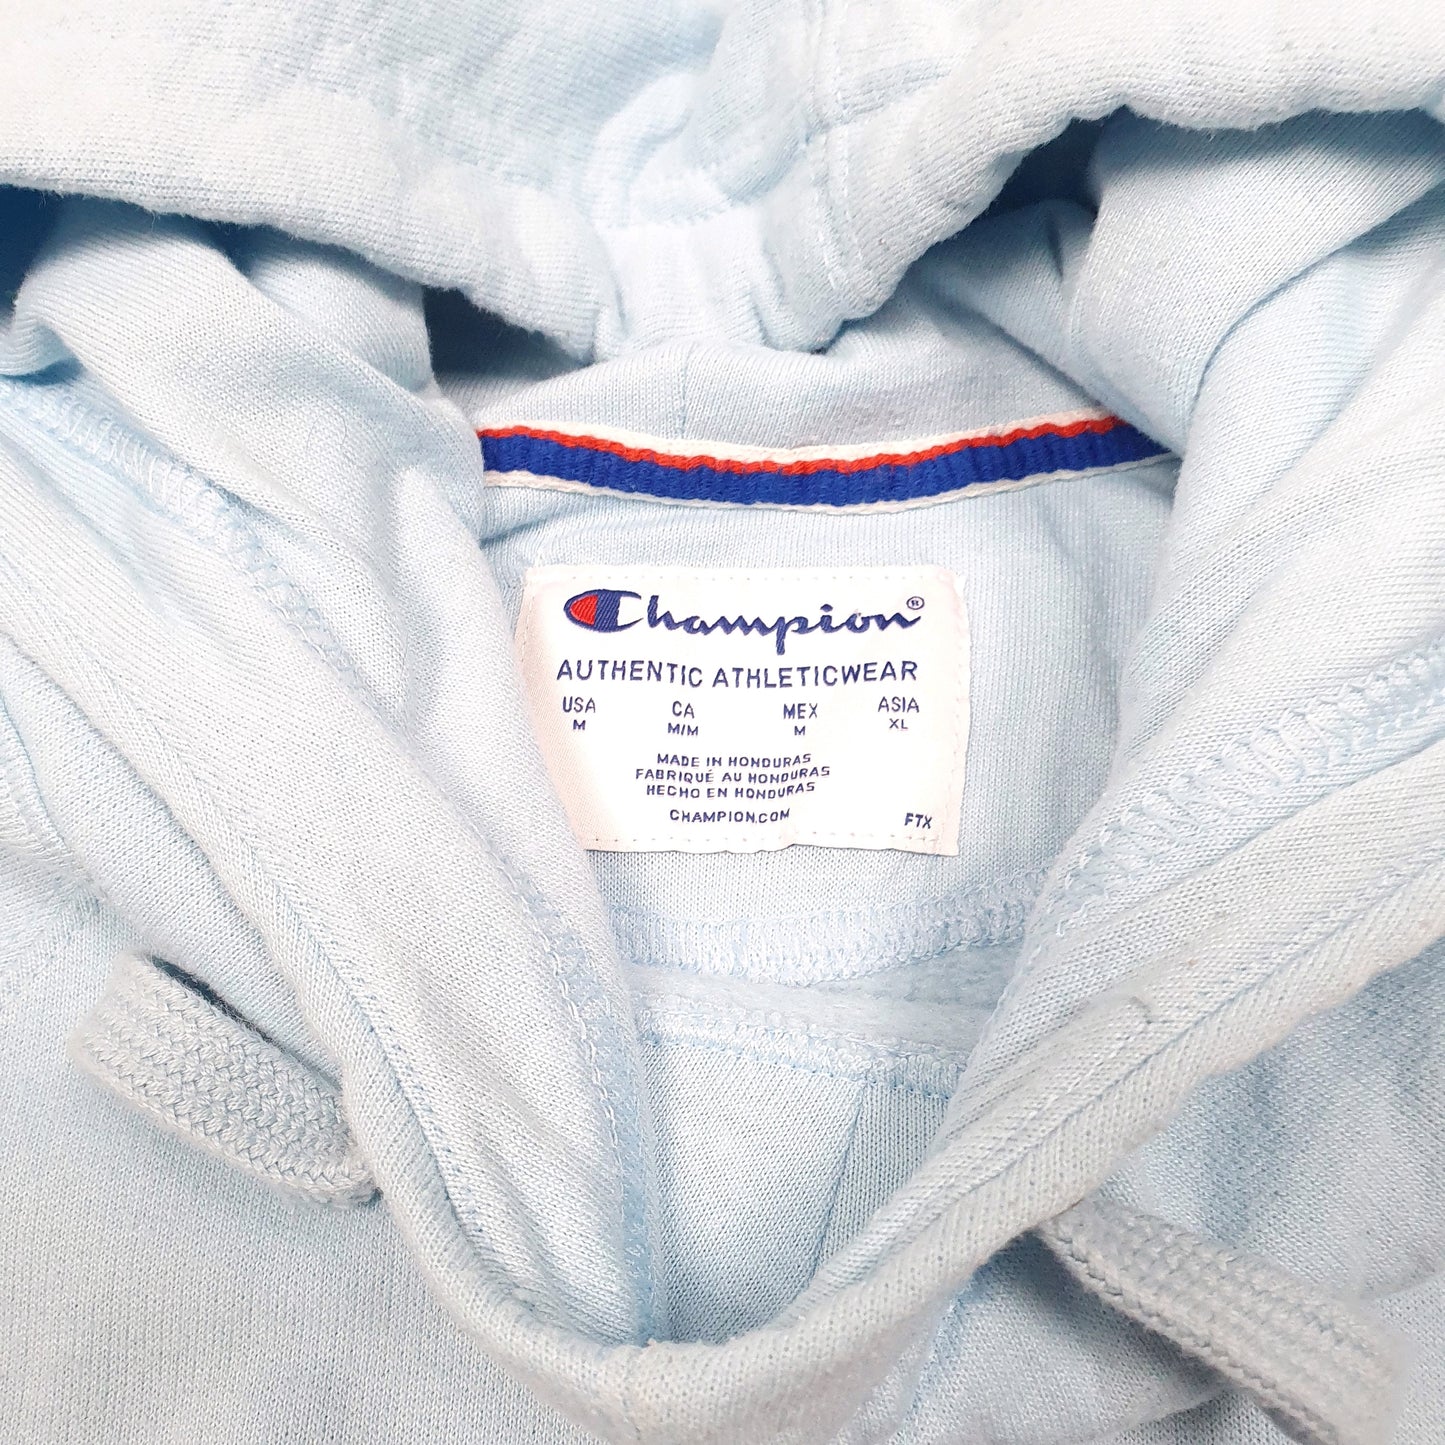 Champion®
AUTHENTIC ATHLETICWEAR
USA CA MEX ASIA
M M/M M XL
MADE IN HONDURAS
FABRIQUÉ AU HONDURAS
HECHO EN HONDURAS
CHAMPION.COM FTX